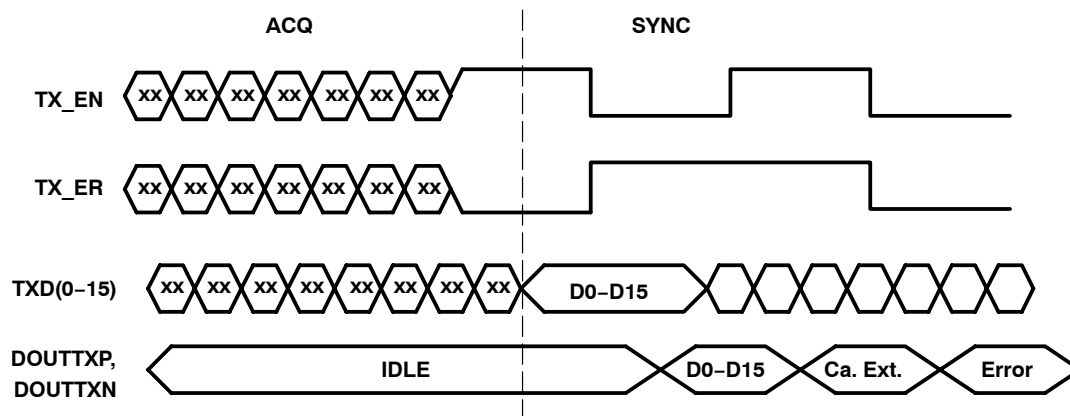 ACQ SYNC
TX_EN xx xx xx xx xx xx xx
TX_ER xx xx xx xx xx xx xx
TXD(0–15) xx xx xx xx xx xx xx xx D0–D15
DOUTTXP,
DOUTTXN IDLE D0–D15 Ca. Ext. Error